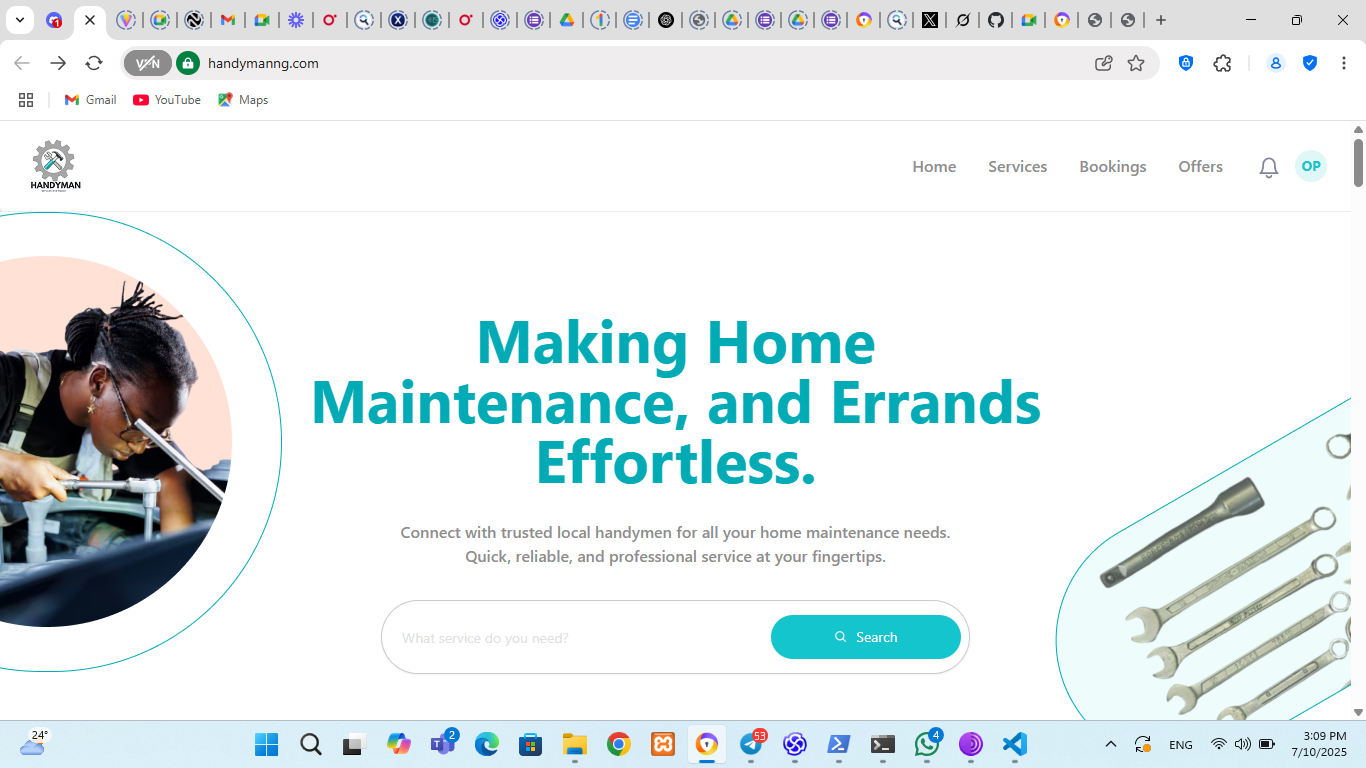 1
VPN
handymanng.com
Gmail
YouTube
Maps
HANDYMAN
Home
Services
Bookings
Offers
OP
Making Home
Maintenance, and Errands
Effortless.
Connect with trusted local handymen for all your home maintenance needs.
Quick, reliable, and professional service at your fingertips.
What service do you need?
Search
24°
2
53
4
ENG
3:09 PM
7/10/2025